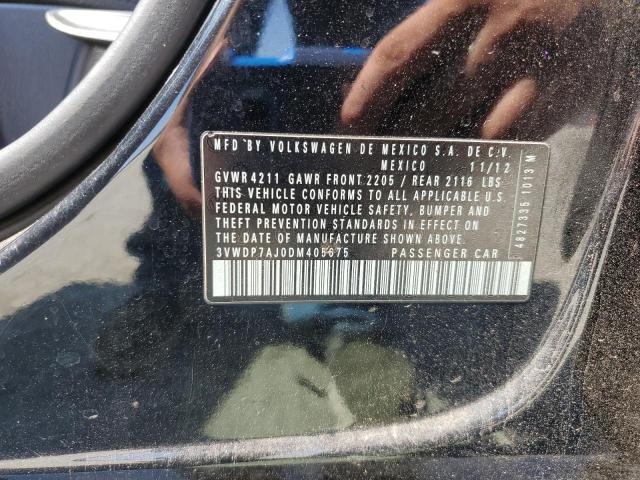 MFD BY VOLKSWAGEN DE MEXICO S.A. DE C.V.
MEXICO 11/12
GVWR 4211 GAWR FRONT 2205 / REAR 2116 LBS
THIS VEHICLE CONFORMS TO ALL APPLICABLE U.S.
FEDERAL MOTOR VEHICLE SAFETY, BUMPER AND
THEFT PREVENTION STANDARDS IN EFFECT ON
THE DATE OF MANUFACTURE SHOWN ABOVE.
3VWDP7AJ0DM405675 PASSENGER CAR
4827335 1013 M